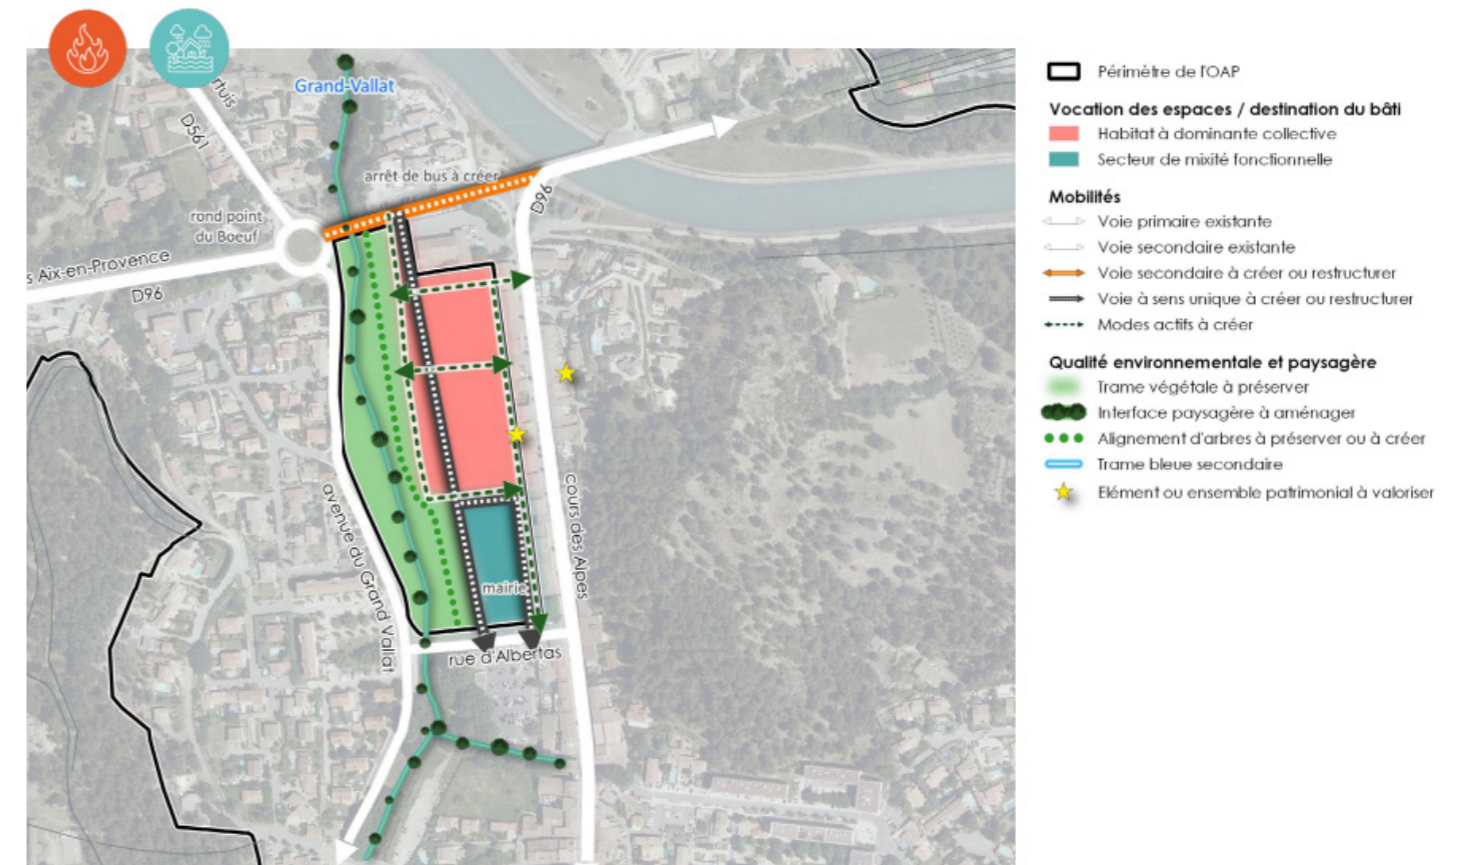 Grand-Vallat
rtuis
D561
arrêt de bus à créer
D96
rond point
du Boeuf
s Aix-en-Provence
D96
avenue du Grand Vallat
cours des Alpes
mairie
rue d'Albertas
Périmètre de l'OAP
Vocation des espaces / destination du bâti
Habitat à dominante collective
Secteur de mixité fonctionnelle
Mobilités
Voie primaire existante
Voie secondaire existante
Voie secondaire à créer ou restructurer
Voie à sens unique à créer ou restructurer
Modes actifs à créer
Qualité environnementale et paysagère
Trame végétale à préserver
Interface paysagère à aménager
Alignement d'arbres à préserver ou à créer
Trame bleue secondaire
Elément ou ensemble patrimonial à valoriser